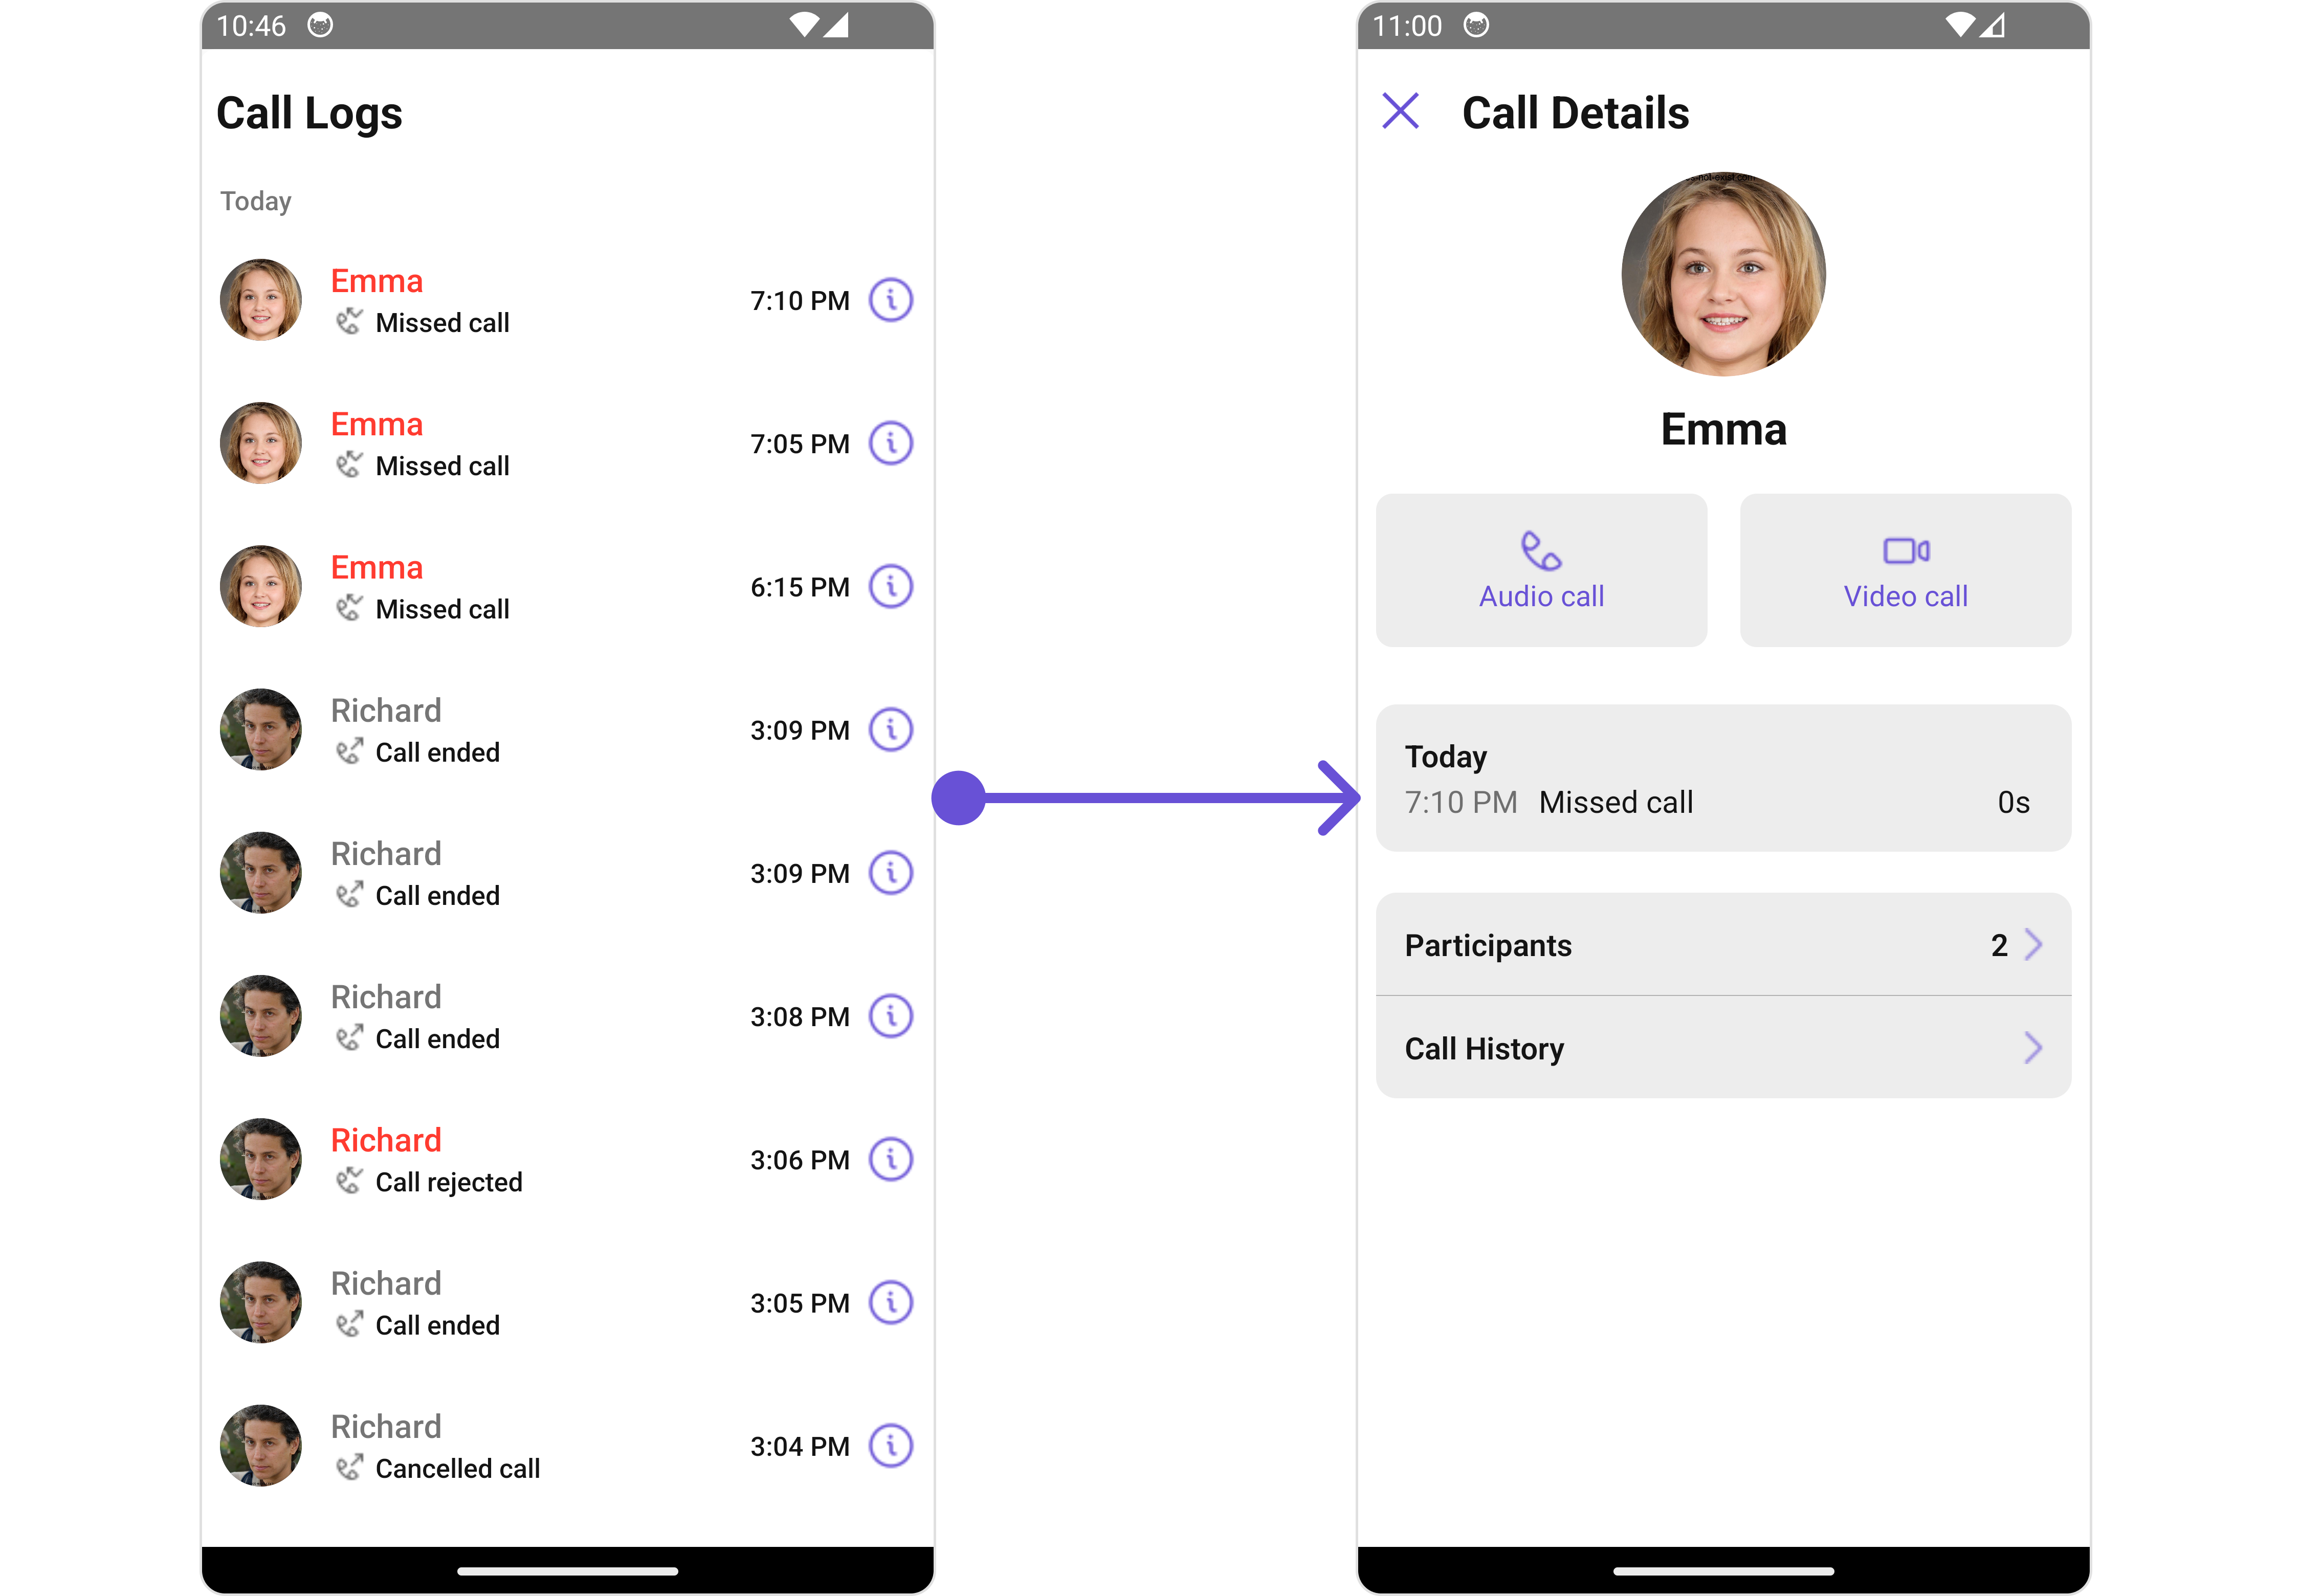 10:46
Call Logs
Today
Emma
Missed call
7:10 PM
Emma
Missed call
7:05 PM
Emma
Missed call
6:15 PM
Richard
Call ended
3:09 PM
Richard
Call ended
3:09 PM
Richard
Call ended
3:08 PM
Richard
Call rejected
3:06 PM
Richard
Call ended
3:05 PM
Richard
Cancelled call
3:04 PM
11:00
Call Details
s-not-exist.com
Emma
Audio call
Video call
Today
7:10 PM Missed call 0s
Participants 2
Call History